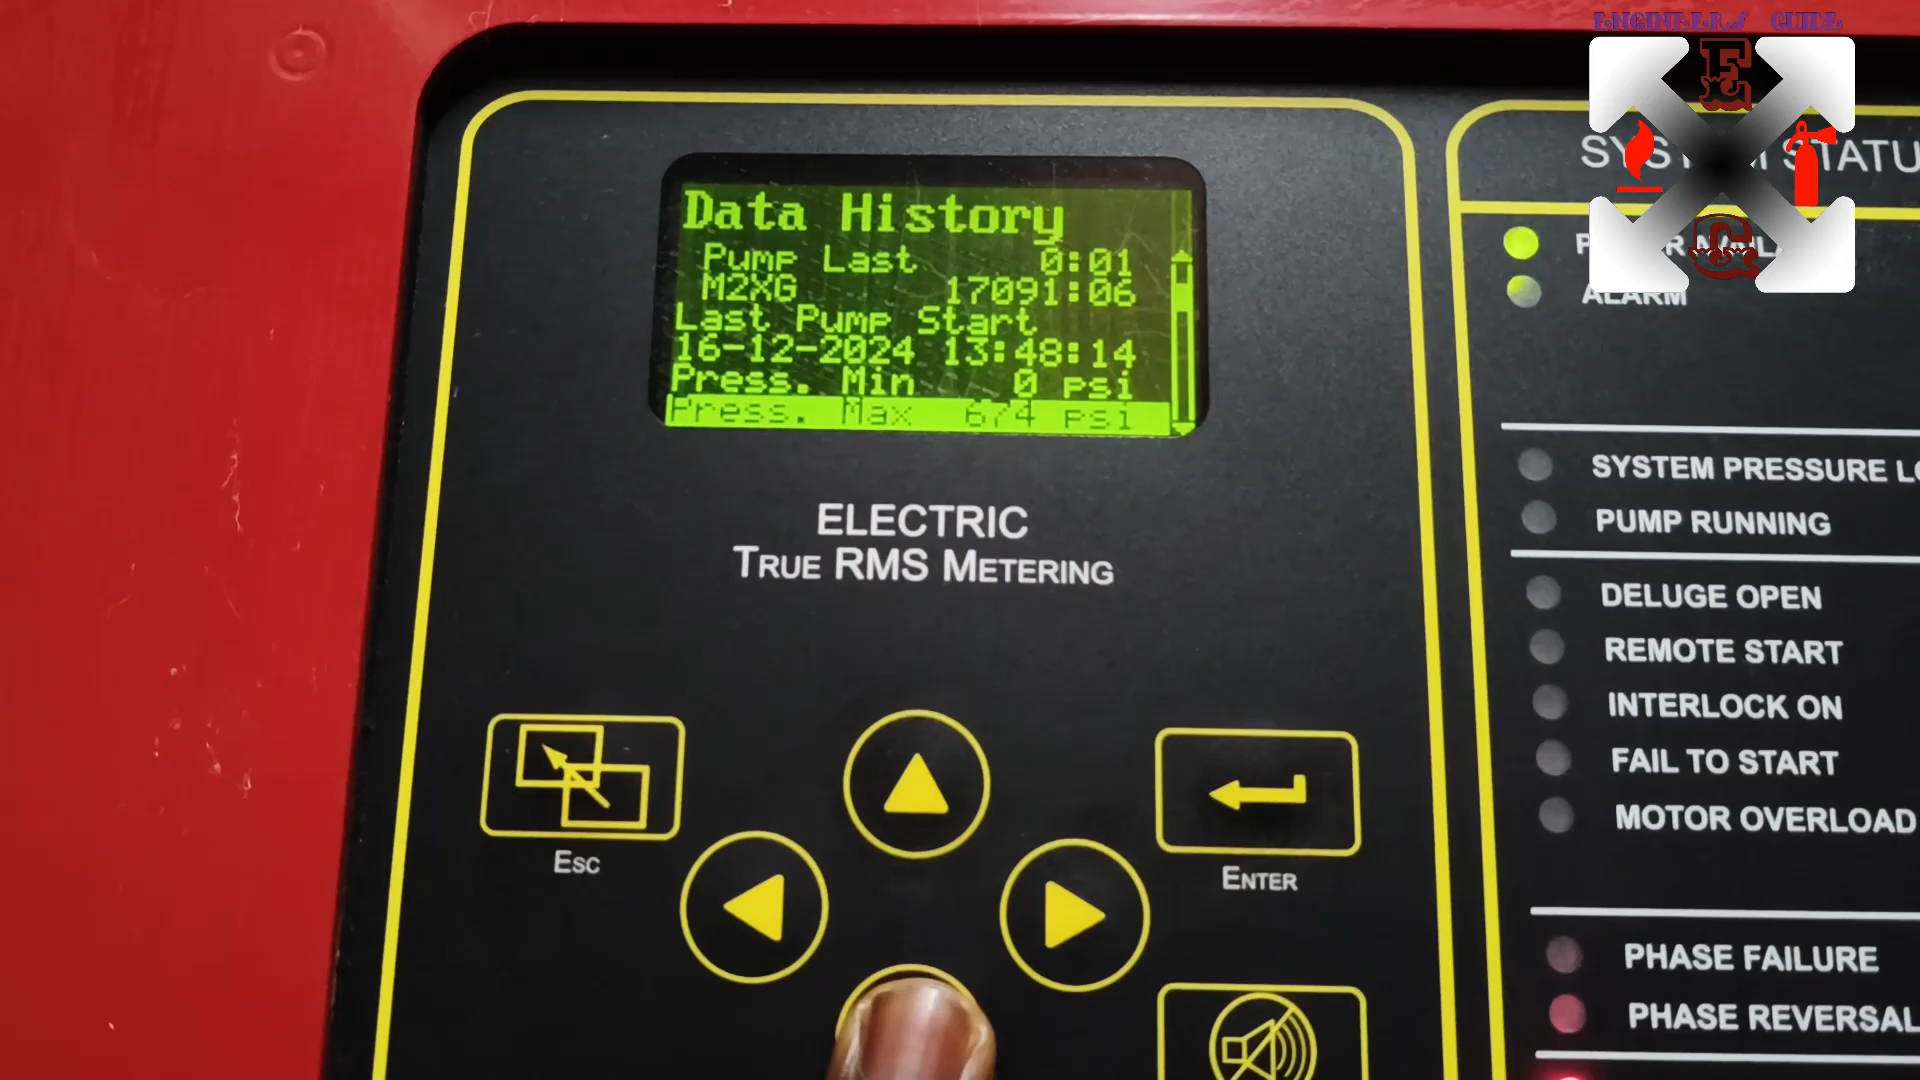 ENGINEERS GUIDE
E
G
Data History
Pump Last 0:01
M2XG 17091:06
Last Pump Start
16-12-2024 13:48:14
Press. Min 0 psi
Press. Max 674 psi
ELECTRIC
TRUE RMS METERING
ESC
ENTER
ALARM
SYSTEM PRESSURE
PUMP RUNNING
DELUGE OPEN
REMOTE START
INTERLOCK ON
FAIL TO START
MOTOR OVERLOAD
PHASE FAILURE
PHASE REVERSAL